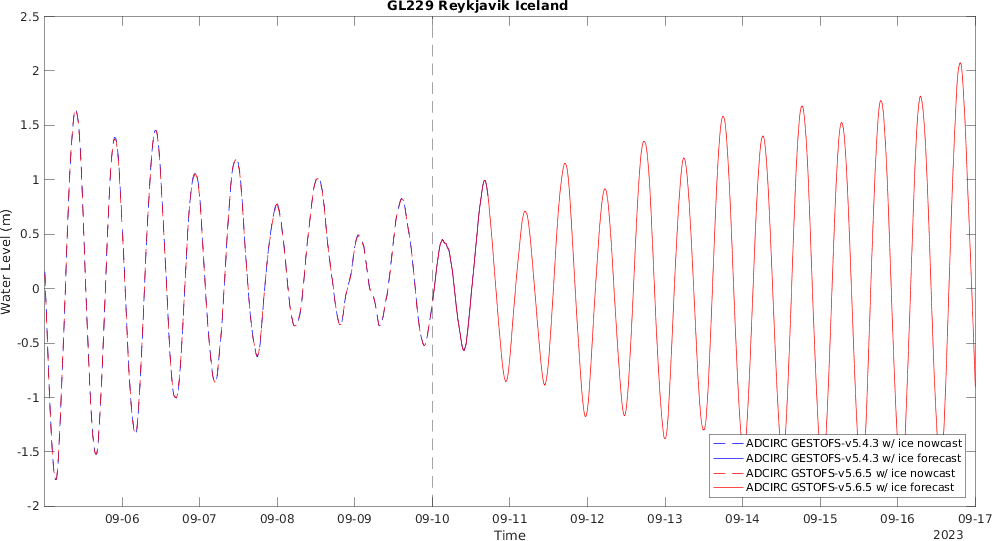 GL229 Reykjavik Iceland
2.5
2
1.5
1
0.5
0
-0.5
-1
-1.5
-2
Water Level (m)
09-06 09-07 09-08 09-09 09-10 09-11 09-12 09-13 09-14 09-15 09-16 09-17
Time
2023
ADCIRC GESTOFS-v5.4.3 w/ ice nowcast
ADCIRC GESTOFS-v5.4.3 w/ ice forecast
ADCIRC GSTOFS-v5.6.5 w/ ice nowcast
ADCIRC GSTOFS-v5.6.5 w/ ice forecast